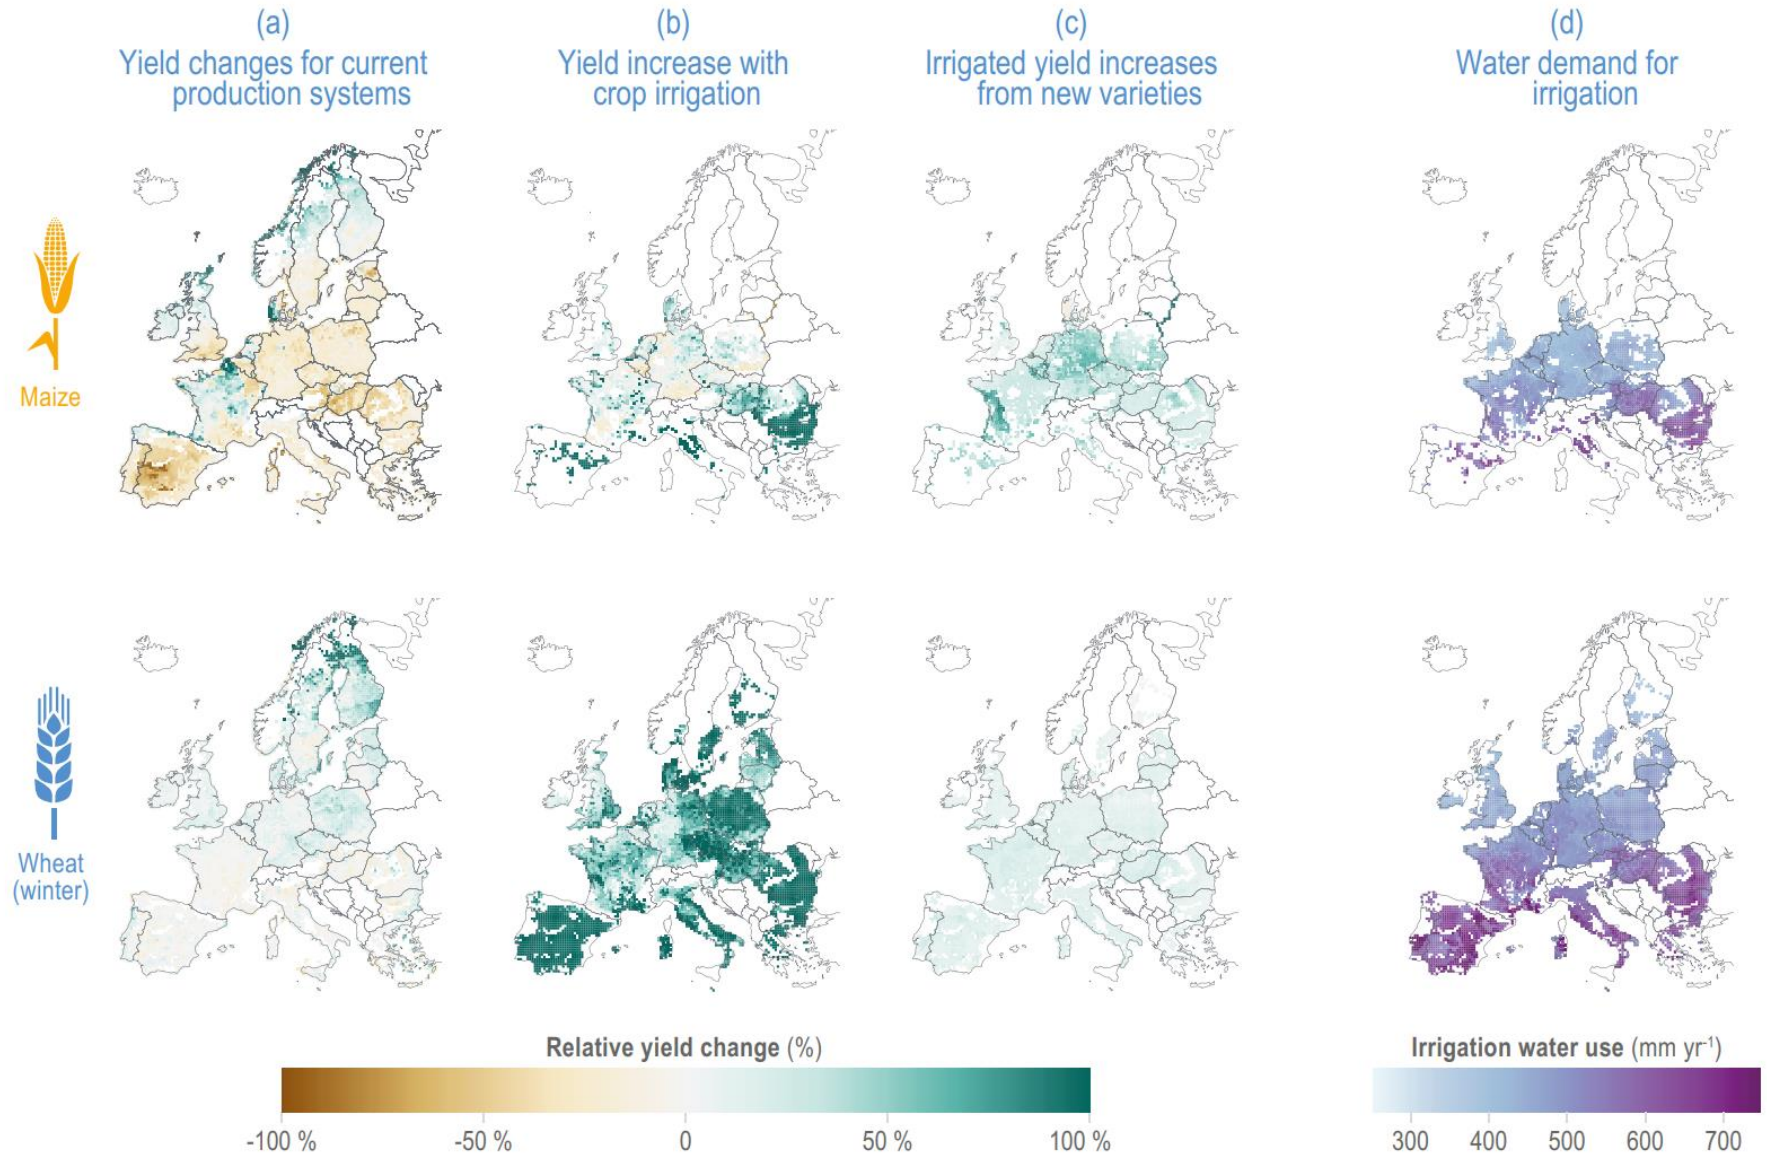 (a)
Yield changes for current
production systems
(b)
Yield increase with
crop irrigation
(c)
Irrigated yield increases
from new varieties
(d)
Water demand for
irrigation
Maize
Wheat
(winter)
Relative yield change (%)
-100 %
-50 %
0
50 %
100 %
Irrigation water use (mm yr⁻¹)
300
400
500
600
700